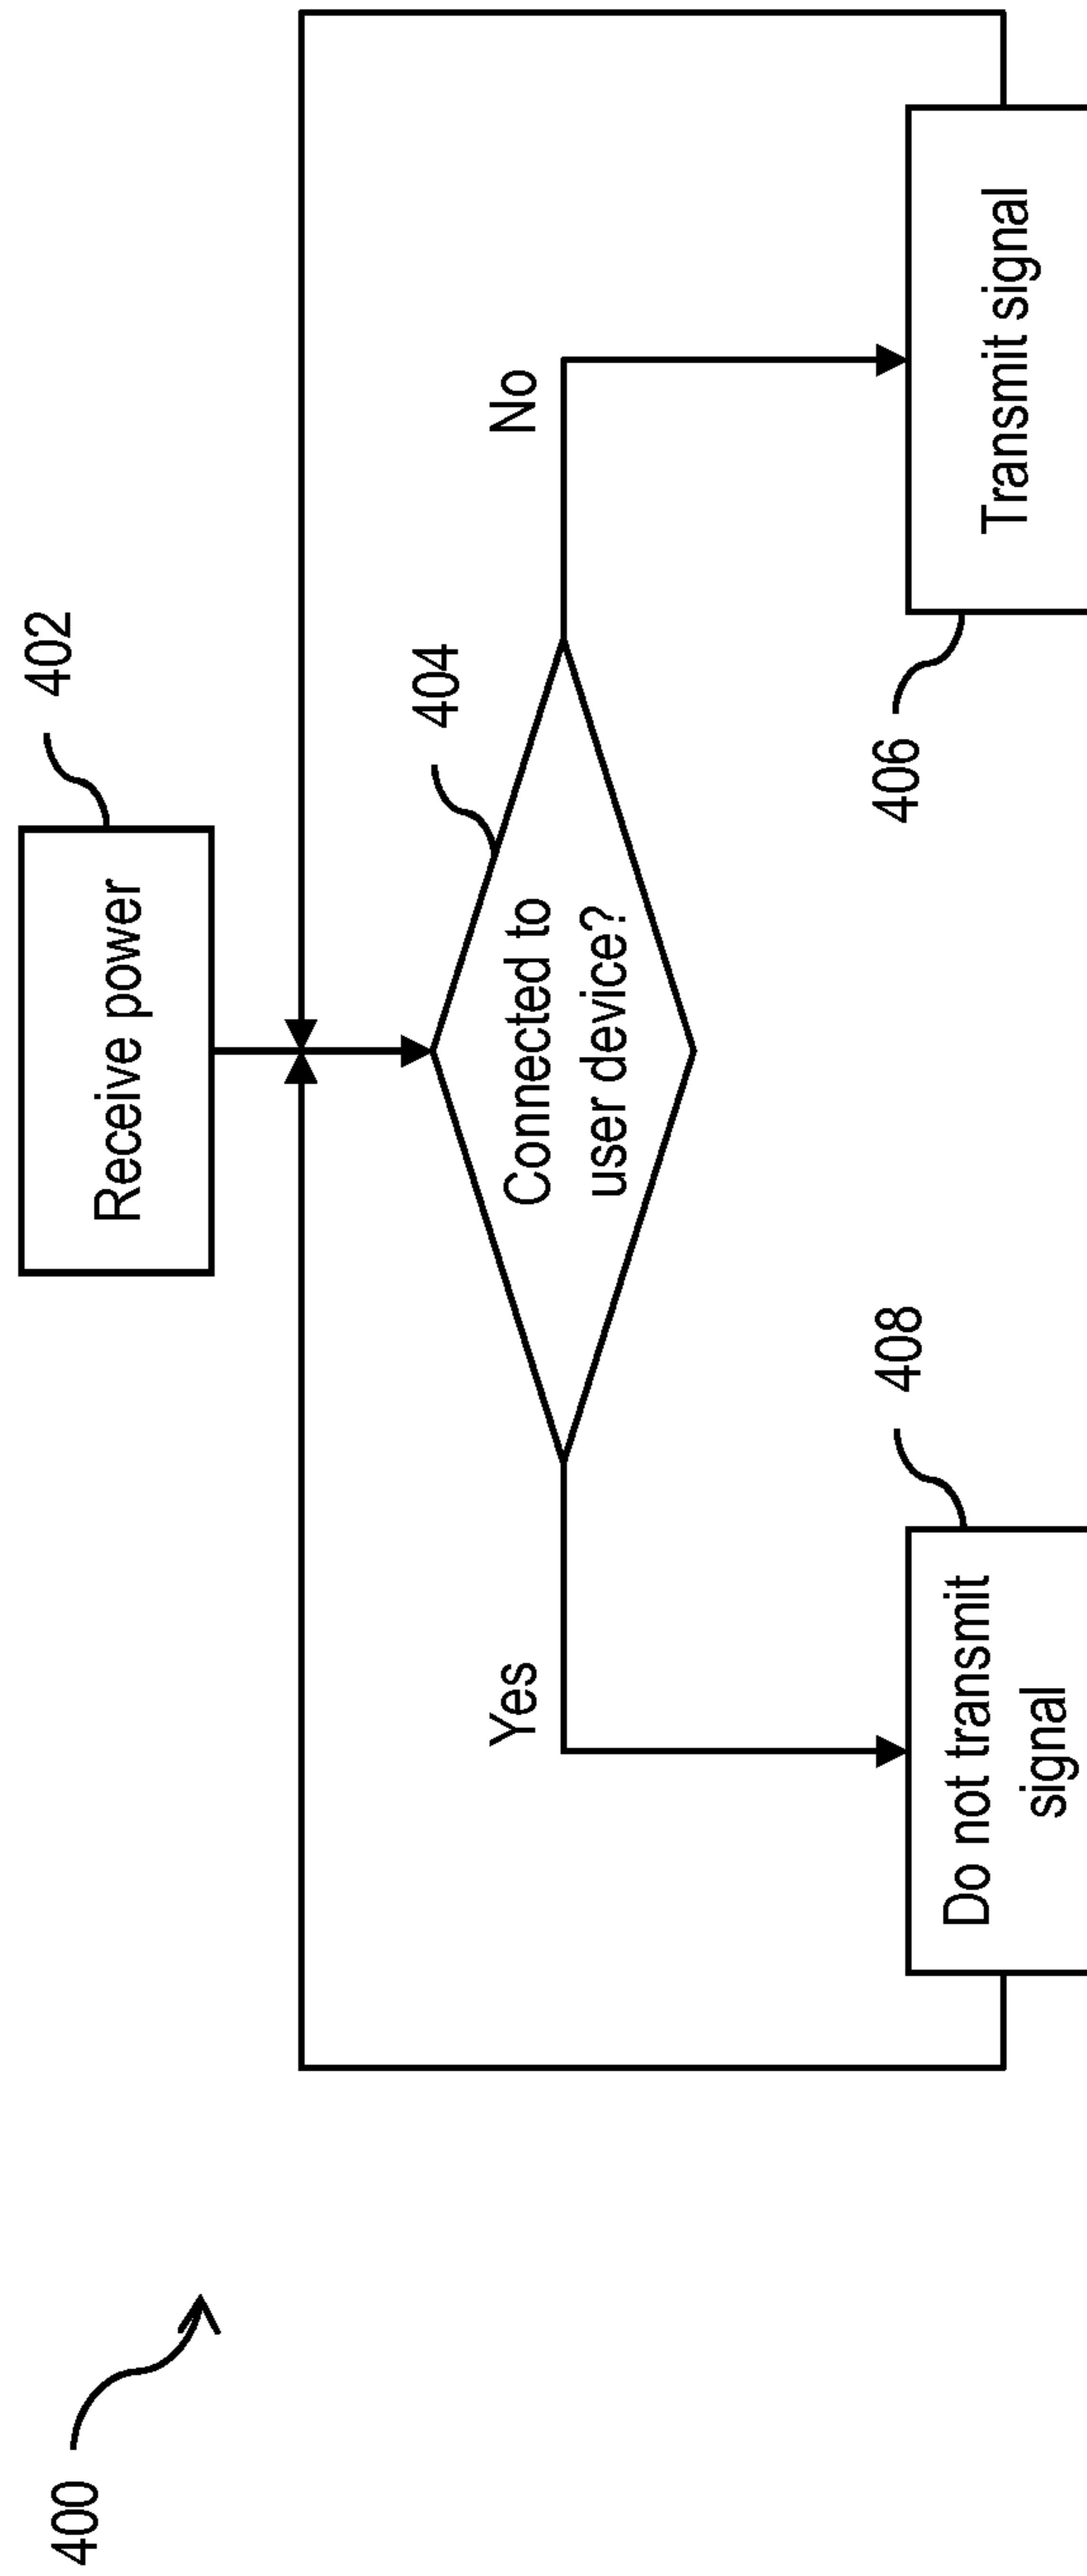 400
Receive power
402
404
Connected to
user device?
Yes
No
408
Do not transmit
signal
406
Transmit signal